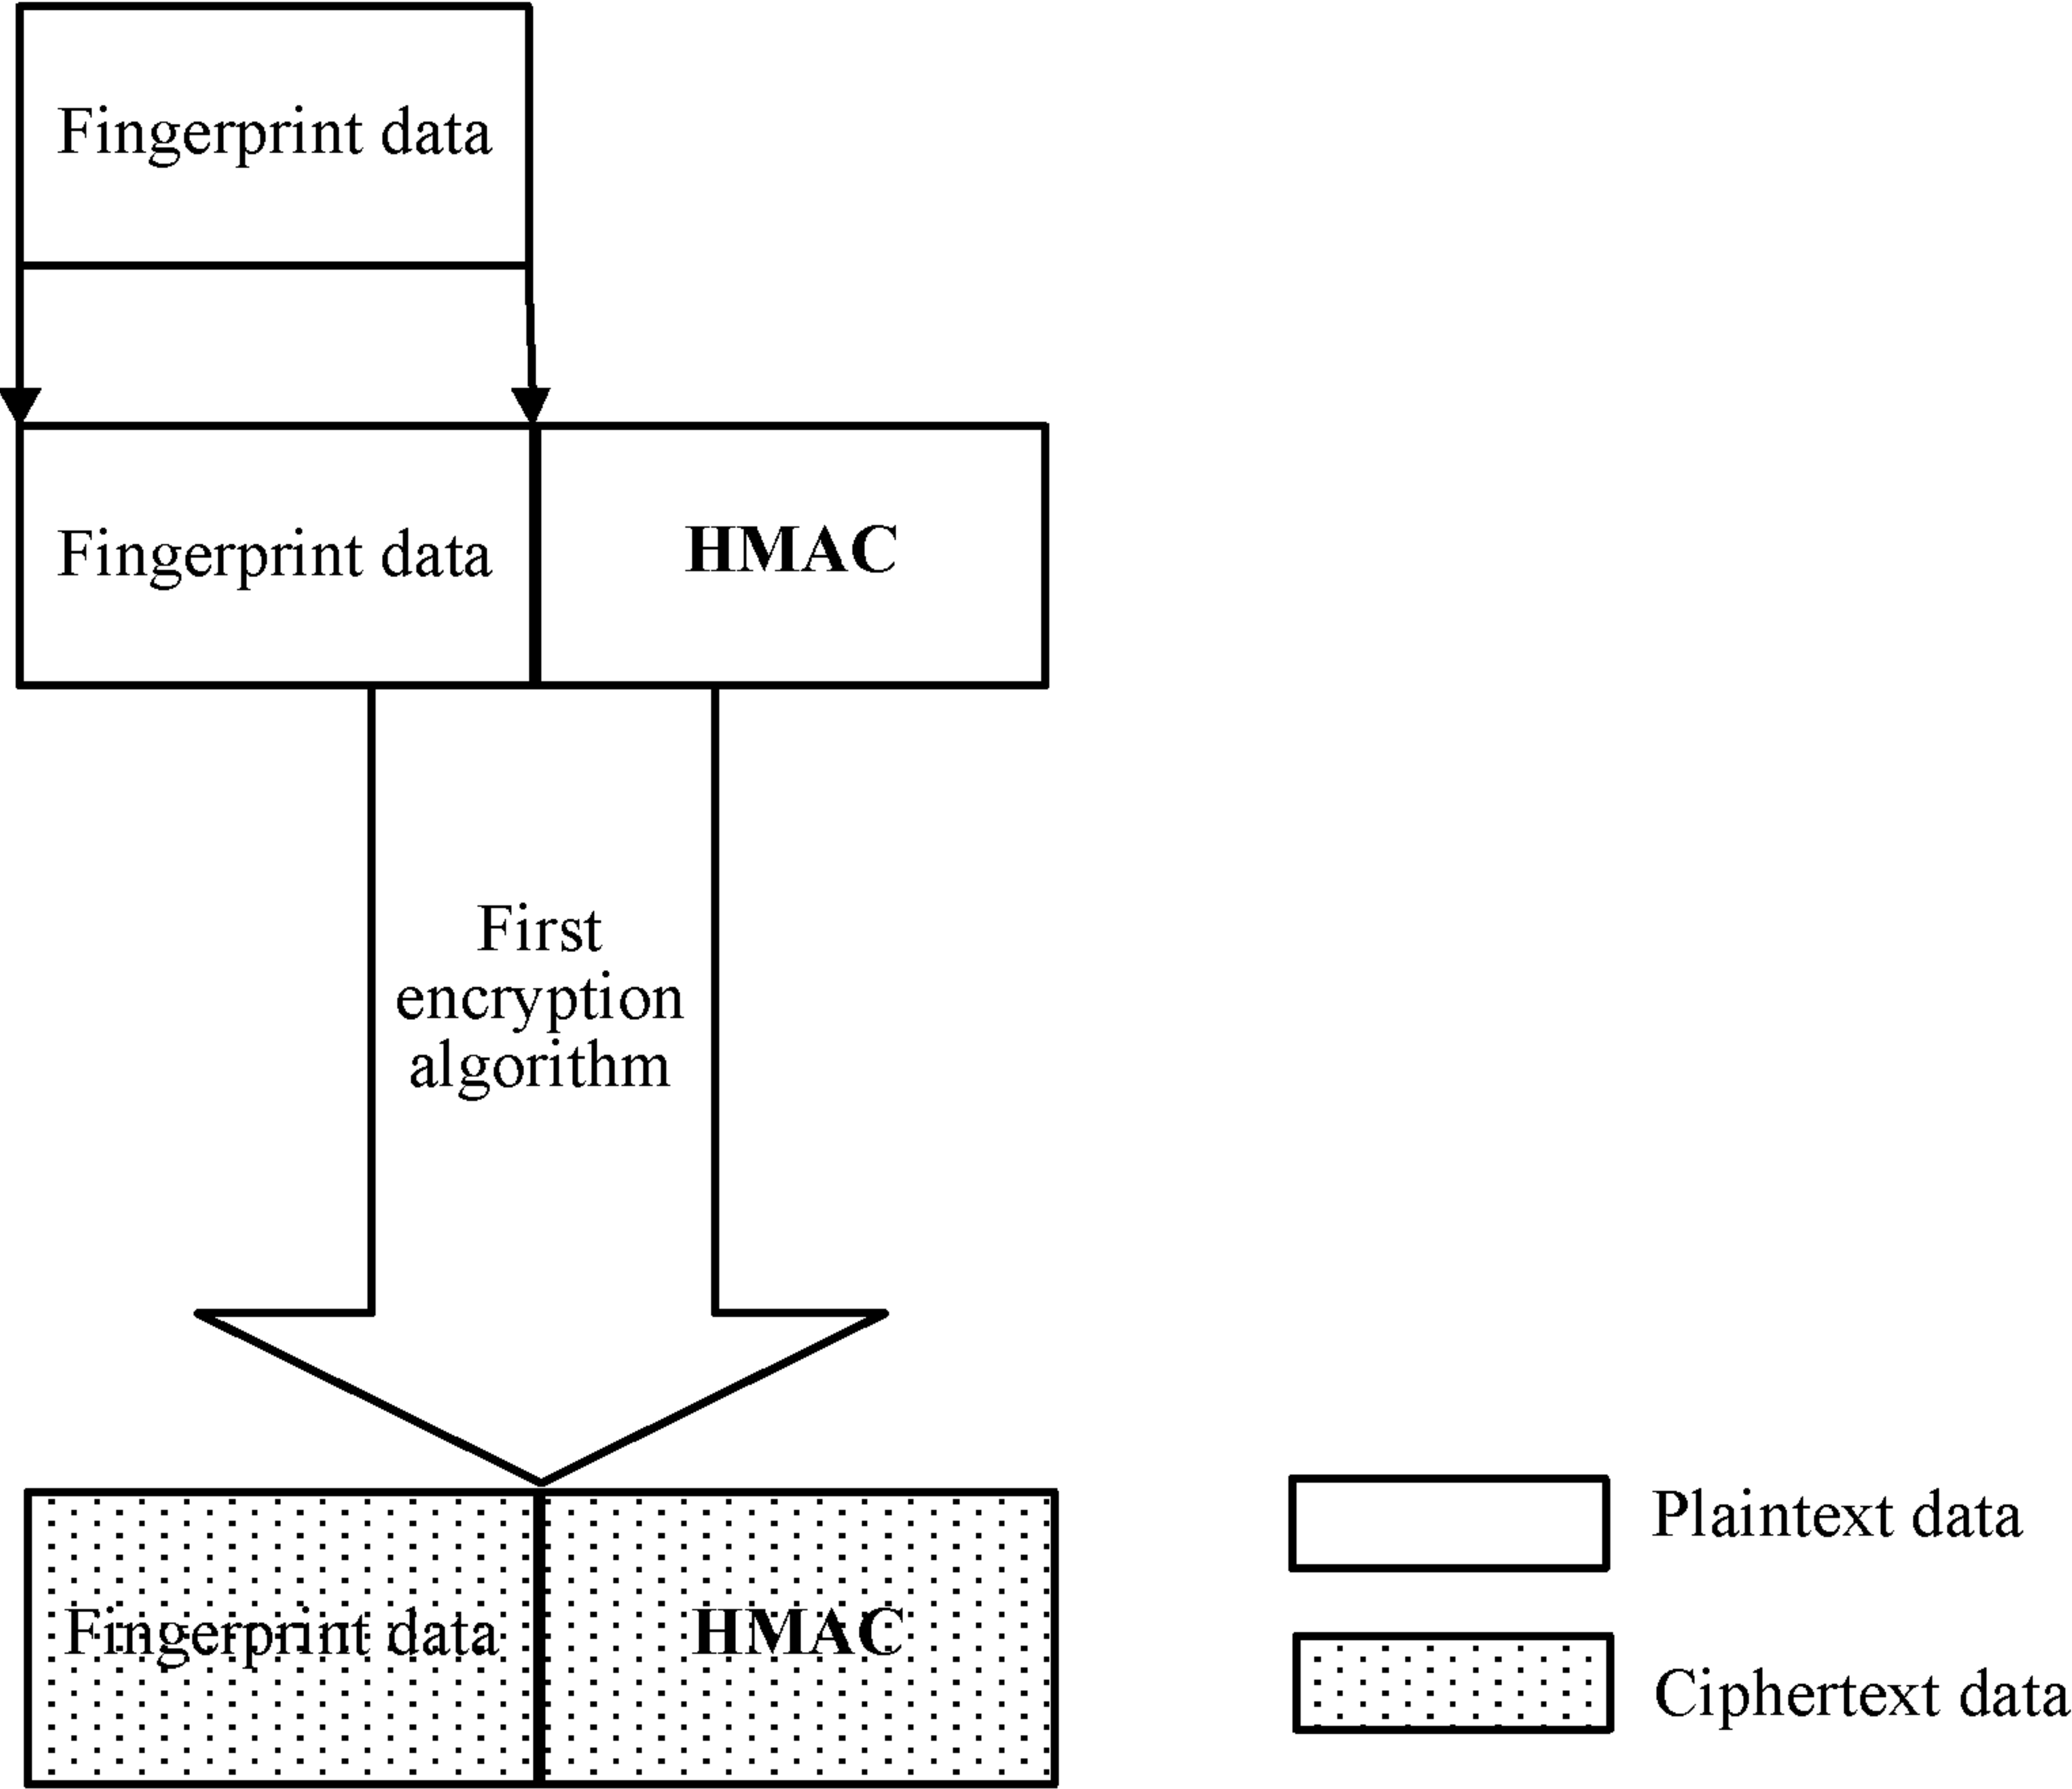 Fingerprint data
Fingerprint data
HMAC
First
encryption
algorithm
Fingerprint data
HMAC
Plaintext data
Ciphertext data